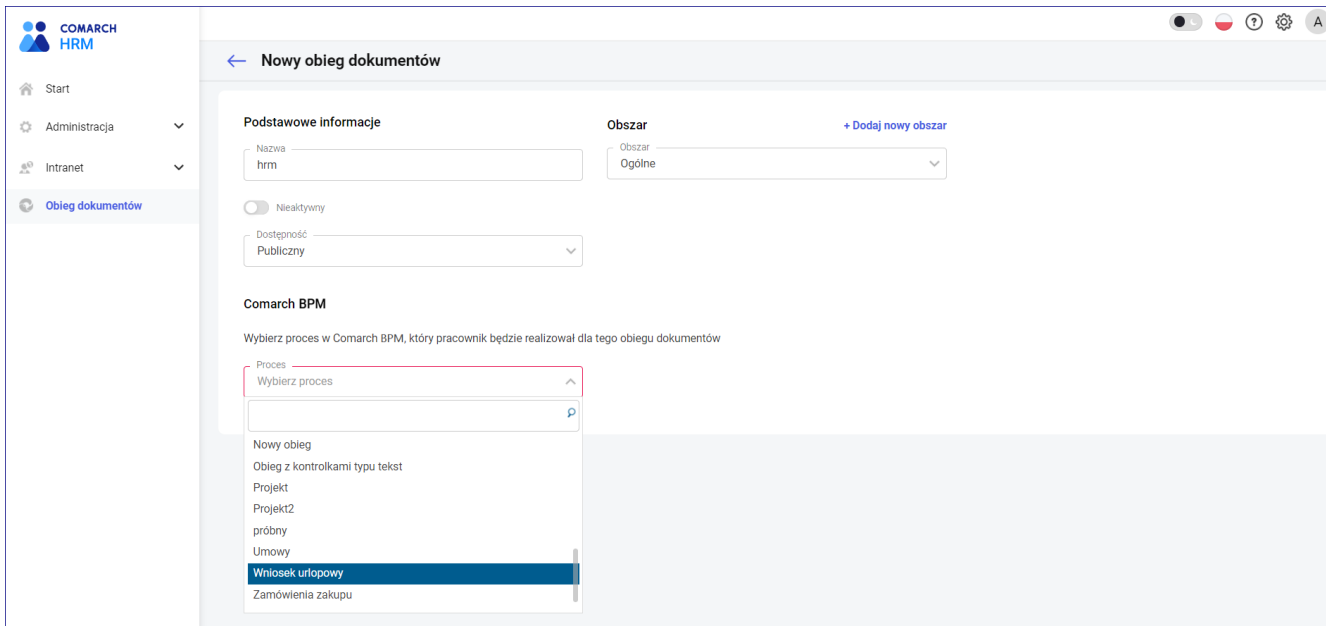 COMARCH
HRM
A
Nowy obieg dokumentów
Start
Administracja
Intranet
Obieg dokumentów
Podstawowe informacje
Nazwa
hrm
Nieaktywny
Dostępność
Publiczny
Obszar
+ Dodaj nowy obszar
Obszar
Ogólne
Comarch BPM
Wybierz proces w Comarch BPM, który pracownik będzie realizował dla tego obiegu dokumentów
Proces
Wybierz proces
Nowy obieg
Obieg z kontrolkami typu tekst
Projekt
Projekt2
próbny
Umowy
Wniosek urlopowy
Zamówienia zakupu